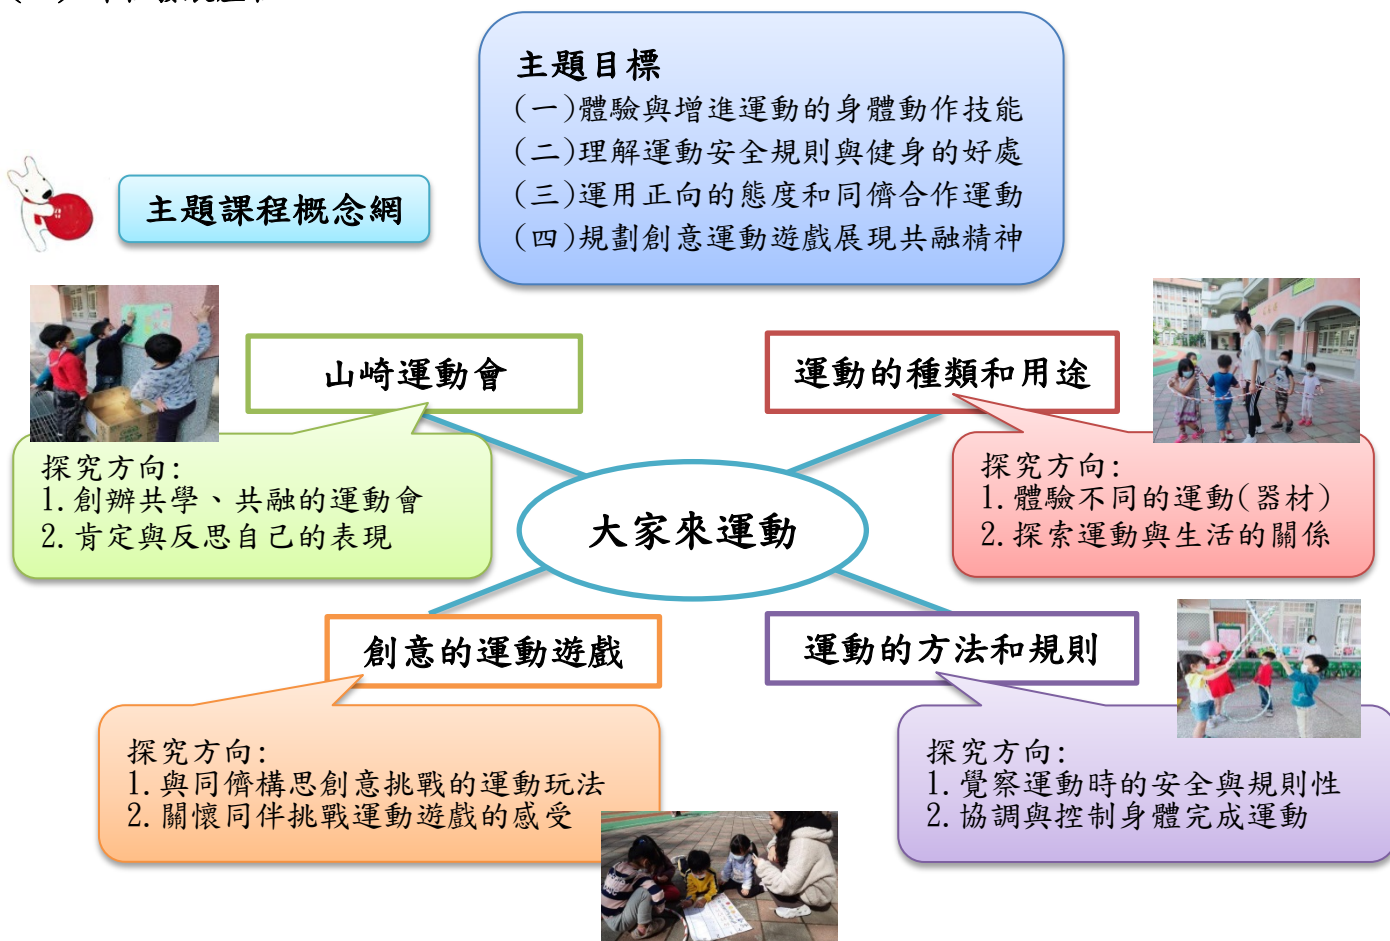 主題目標
(一)體驗與增進運動的身體動作技能
(二)理解運動安全規則與健身的好處
(三)運用正向的態度和同儕合作運動
(四)規劃創意運動遊戲展現共融精神
主題課程概念網
山崎運動會
探究方向:
1.創辦共學、共融的運動會
2.肯定與反思自己的表現
運動的種類和用途
探究方向:
1.體驗不同的運動(器材)
2.探索運動與生活的關係
大家來運動
創意的運動遊戲
探究方向:
1.與同儕構思創意挑戰的運動玩法
2.關懷同伴挑戰運動遊戲的感受
運動的方法和規則
探究方向:
1.覺察運動時的安全與規則性
2.協調與控制身體完成運動